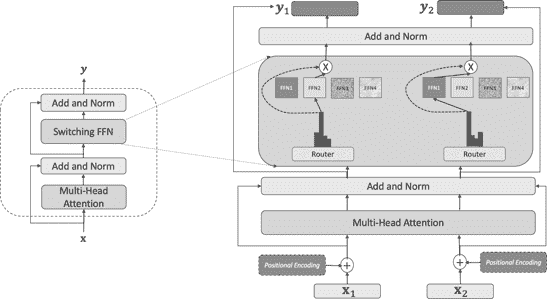 y
Add and Norm
Switching FFN
Add and Norm
Multi-Head
Attention
x
y1
y2
Add and Norm
X
X
FFN1
FFN2
FFN3
FFN4
FFN1
FFN2
FFN3
FFN4
Router
Router
Add and Norm
Multi-Head Attention
Positional Encoding
+
+
Positional Encoding
x1
x2